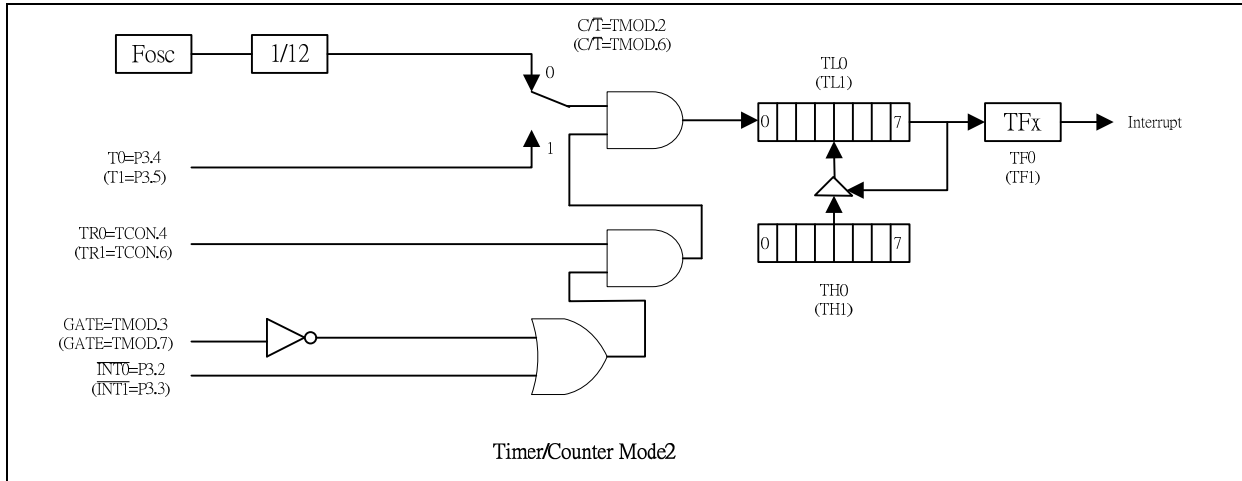 C/T̅=TMOD.2
(C/T̅=TMOD.6)
Fosc
1/12
0
1
T0=P3.4
(T1=P3.5)
TL0
(TL1)
0
7
TFx
Interrupt
TF0
(TF1)
TR0=TCON.4
(TR1=TCON.6)
0
7
TH0
(TH1)
GATE=TMOD.3
(GATE=TMOD.7)
I̅N̅T̅0̅=P3.2
(I̅N̅T̅1̅=P3.3)
Timer/Counter Mode2